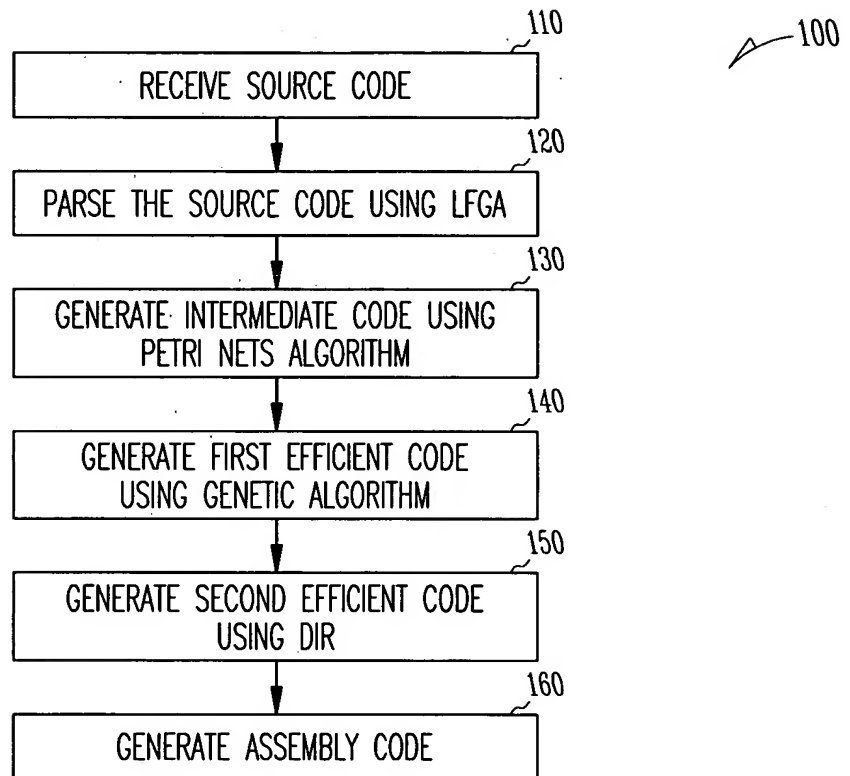 110
100
RECEIVE SOURCE CODE
120
PARSE THE SOURCE CODE USING LFGA
130
GENERATE INTERMEDIATE CODE USING
PETRI NETS ALGORITHM
140
GENERATE FIRST EFFICIENT CODE
USING GENETIC ALGORITHM
150
GENERATE SECOND EFFICIENT CODE
USING DIR
160
GENERATE ASSEMBLY CODE